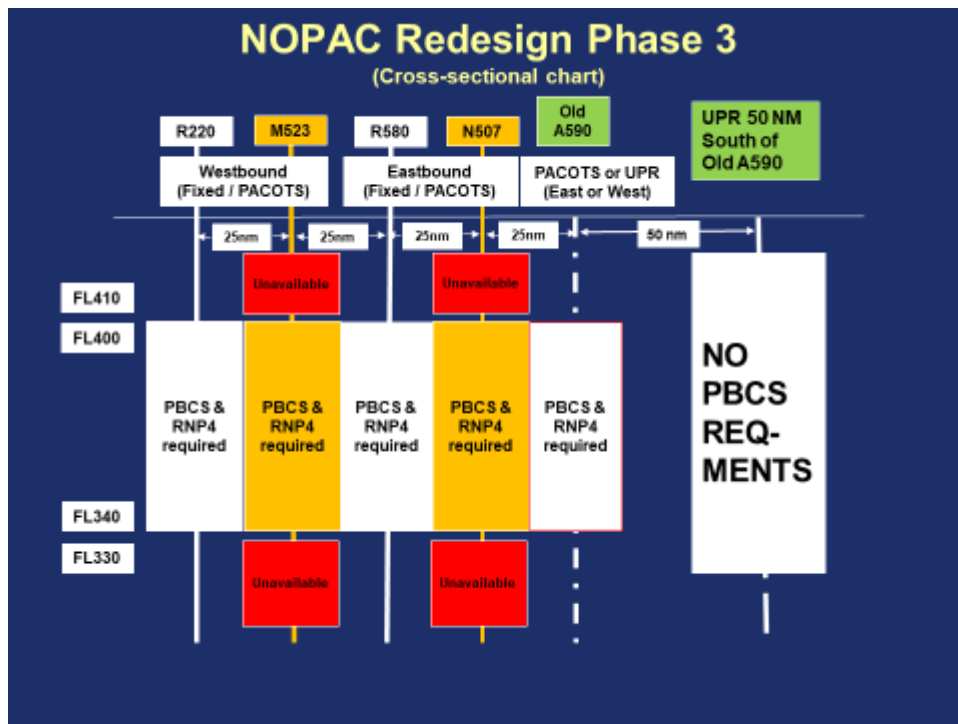 NOPAC Redesign Phase 3
(Cross-sectional chart)
R220
M523
R580
N507
Old
A590
UPR 50 NM
South of
Old A590
Westbound
(Fixed / PACOTS)
Eastbound
(Fixed / PACOTS)
PACOTS or UPR
(East or West)
25nm
25nm
25nm
25nm
50 nm
Unavailable
Unavailable
FL410
FL400
PBCS &
RNP4
required
PBCS &
RNP4
required
PBCS &
RNP4
required
PBCS &
RNP4
required
PBCS &
RNP4
required
NO
PBCS
REQ-
MENTS
FL340
FL330
Unavailable
Unavailable